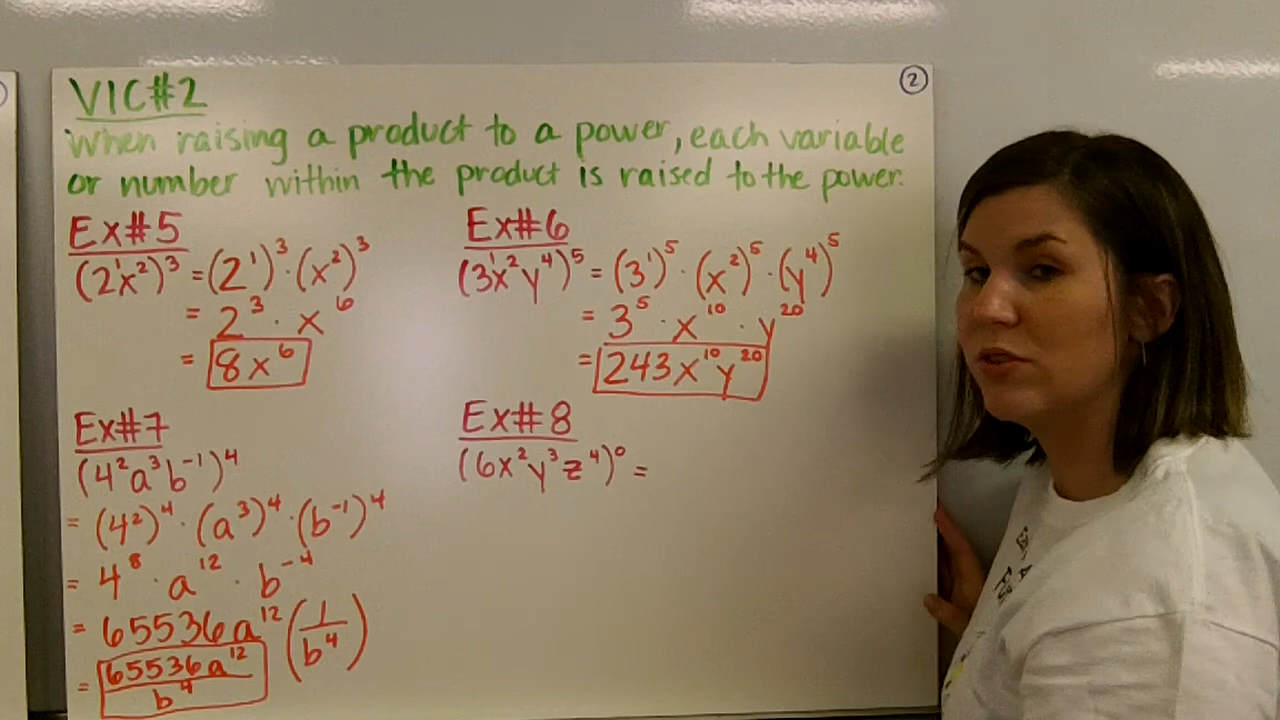 VIC#2
②
When raising a product to a power, each variable
or number within the product is raised to the power.
Ex#5
(2¹x²)³ = (2¹)³ · (x²)³
= 2³ · x⁶
= 8x⁶
Ex#6
(3¹x²y⁴)⁵ = (3¹)⁵ · (x²)⁵ · (y⁴)⁵
= 3⁵ · x¹⁰ · y²⁰
= 243x¹⁰y²⁰
Ex#7
(4²a³b⁻¹)⁴
= (4²)⁴ · (a³)⁴ · (b⁻¹)⁴
= 4⁸ · a¹² · b⁻⁴
= 65536a¹² (1/b⁴)
= 65536a¹²/b⁴
Ex#8
(6x²y³z⁴)⁰ =